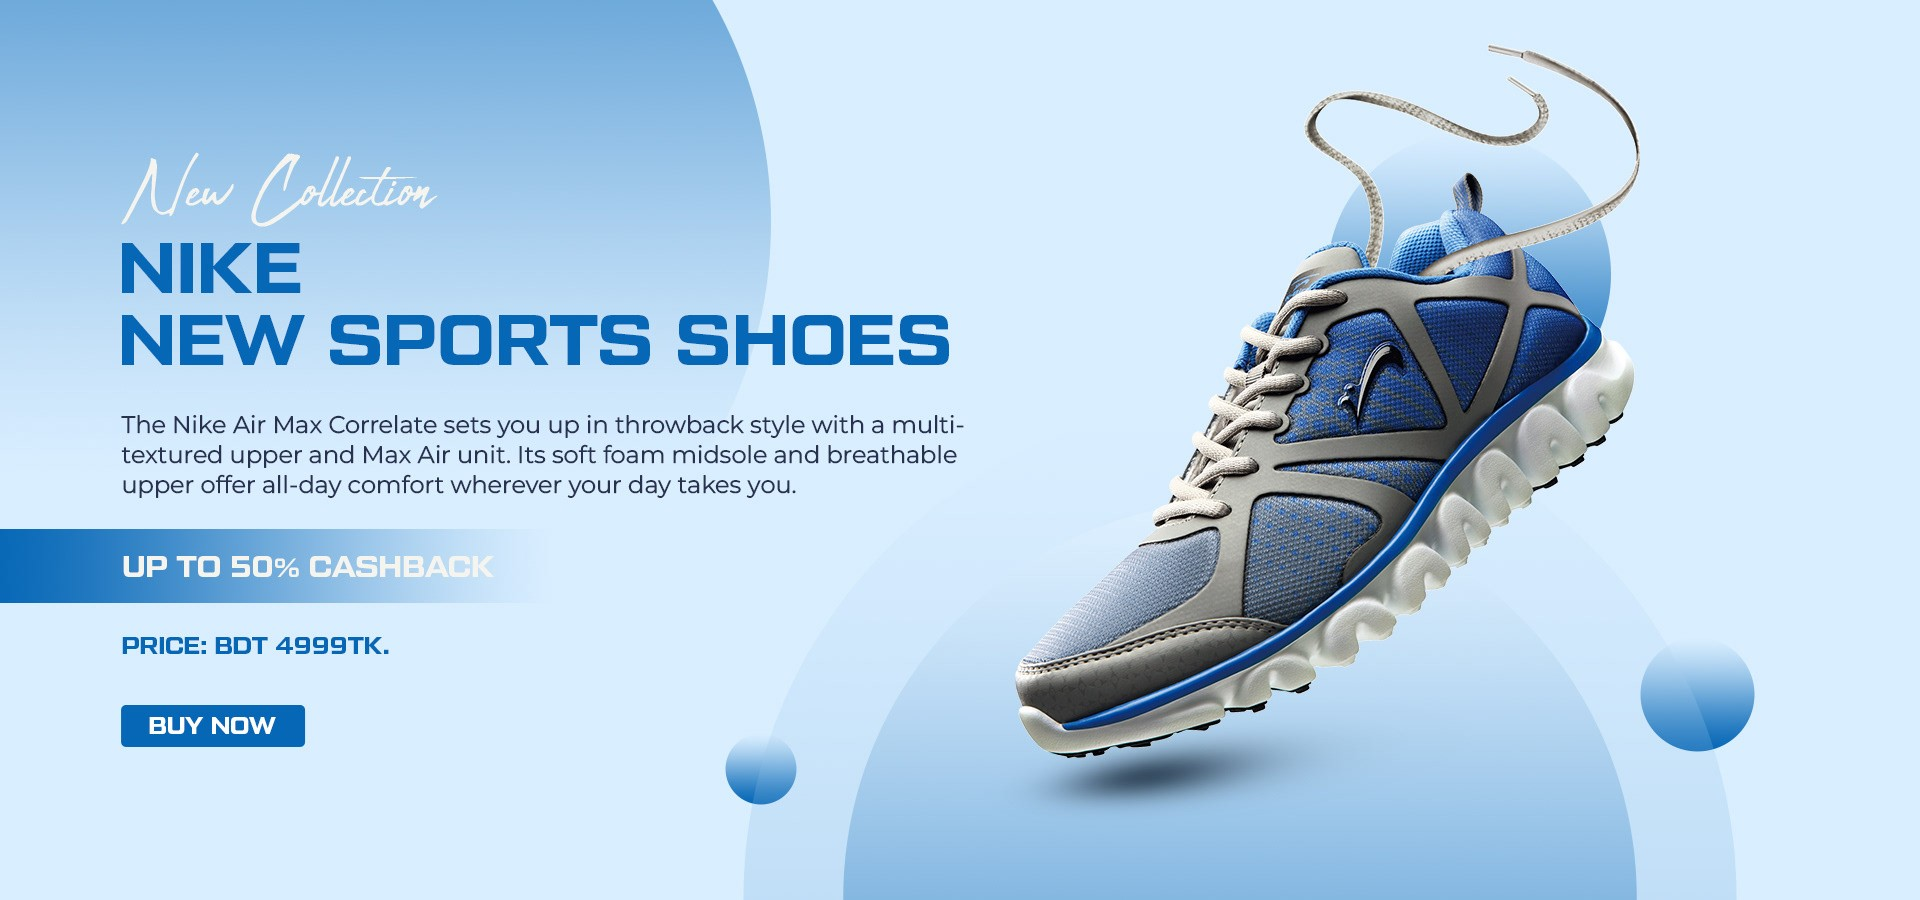 New Collection
NIKE
NEW SPORTS SHOES
The Nike Air Max Correlate sets you up in throwback style with a multi-
textured upper and Max Air unit. Its soft foam midsole and breathable
upper offer all-day comfort wherever your day takes you.
UP TO 50% CASHBACK
PRICE: BDT 4999TK.
BUY NOW